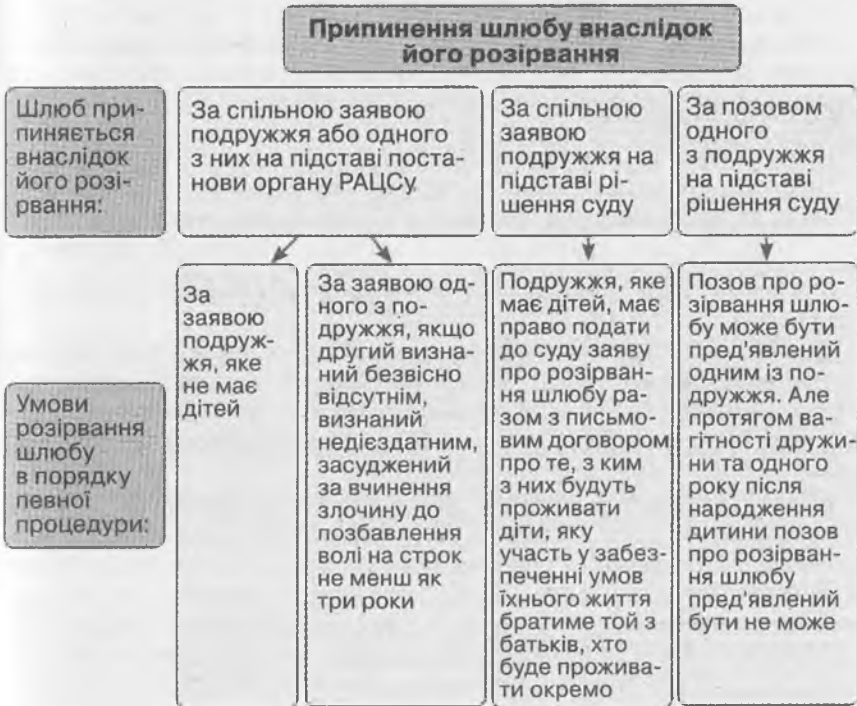 Припинення шлюбу внаслідок
його розірвання
Шлюб при-
пиняється
внаслідок
його розі-
рвання:
За спільною заявою
подружжя або одного
з них на підставі поста-
нови органу РАЦСу
За спільною
заявою
подружжя на
підставі рі-
шення суду
За позовом
одного
з подружжя
на підставі
рішення суду
Умови
розірвання
шлюбу
в порядку
певної
процедури:
За
заявою
подруж-
жя, яке
не має
дітей
За заявою од-
ного з по-
дружжя, якщо
другий визна-
ний безвісно
відсутнім,
визнаний
недієздатним,
засуджений
за вчинення
злочину до
позбавлення
волі на строк
не менш як
три роки
Подружжя, яке
має дітей, має
право подати
до суду заяву
про розірван-
ня шлюбу ра-
зом з письмо-
вим договором
про те, з ким
з них будуть
проживати
діти, яку
участь у забез-
печенні умов
їхнього життя
братиме той з
батьків, хто
буде прожива-
ти окремо
Позов про ро-
зірвання шлю-
бу може бути
пред'явлений
одним із по-
дружжя. Але
протягом ва-
гітності дружи-
ни та одного
року після
народження
дитини позов
про розірван-
ня шлюбу
пред'явлений
бути не може